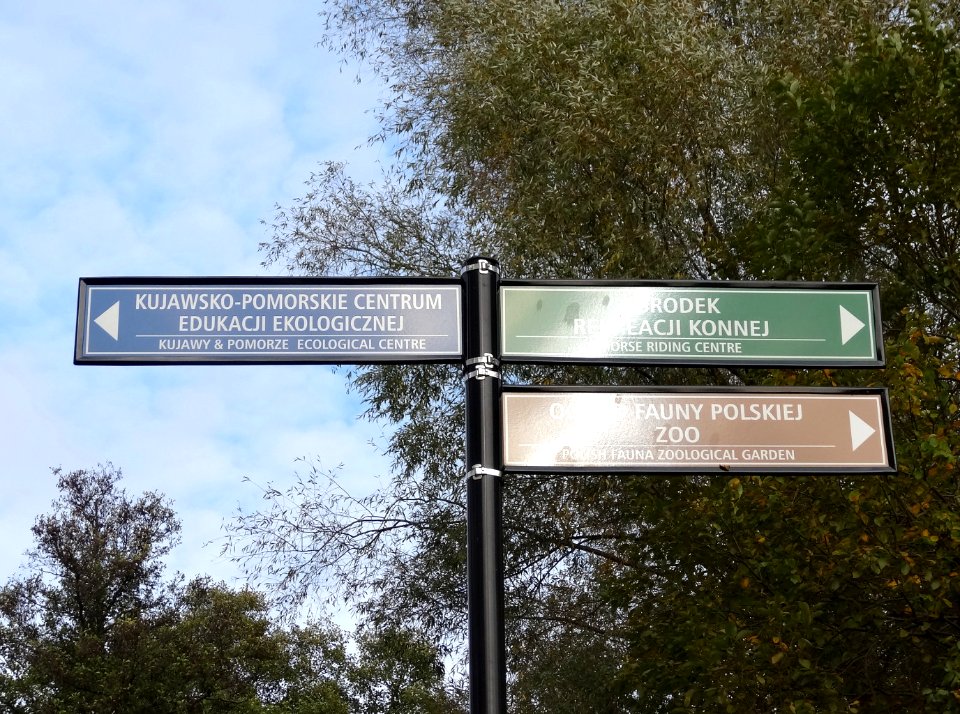 KUJAWSKO-POMORSKIE CENTRUM
EDUKACJI EKOLOGICZNEJ
KUJAWY & POMORZE ECOLOGICAL CENTRE
OŚRODEK
REKREACJI KONNEJ
HORSE RIDING CENTRE
FAUNY POLSKIEJ
ZOO
POLISH FAUNA ZOOLOGICAL GARDEN